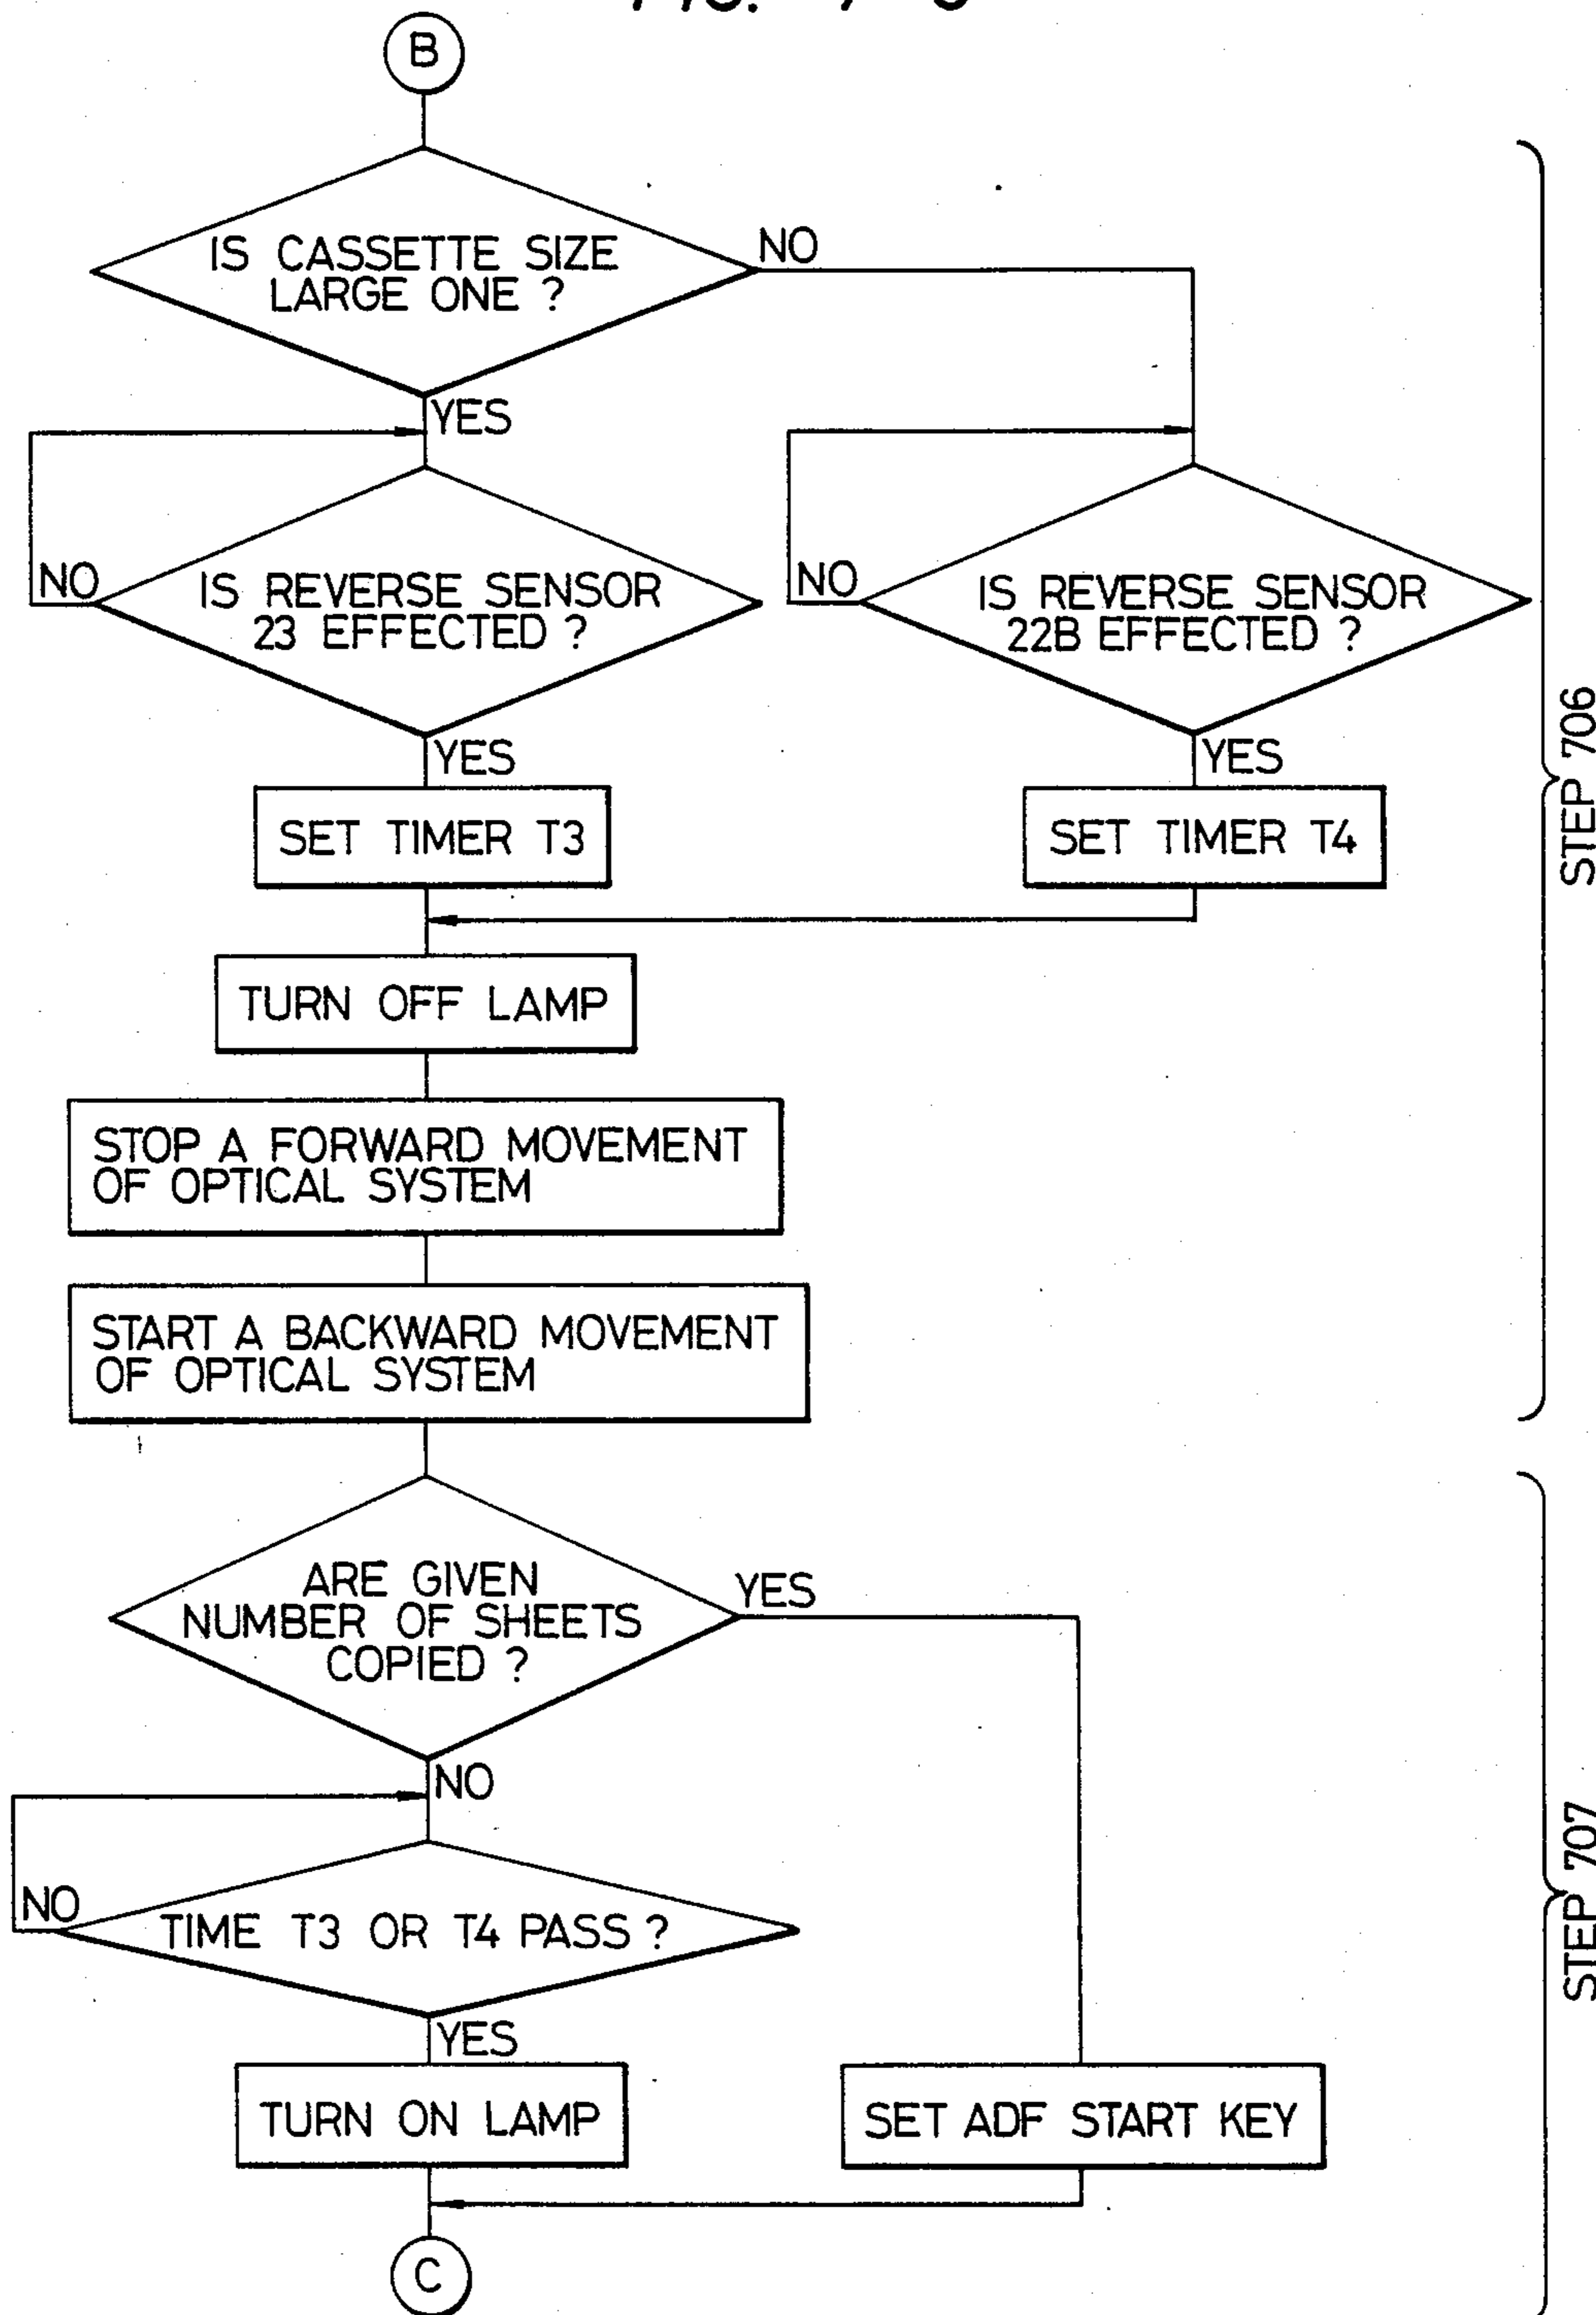 B
IS CASSETTE SIZE
LARGE ONE ?
NO
YES
NO
IS REVERSE SENSOR
23 EFFECTED ?
NO
IS REVERSE SENSOR
22B EFFECTED ?
YES
YES
SET TIMER T3
SET TIMER T4
STEP 706
TURN OFF LAMP
STOP A FORWARD MOVEMENT
OF OPTICAL SYSTEM
START A BACKWARD MOVEMENT
OF OPTICAL SYSTEM
ARE GIVEN
NUMBER OF SHEETS
COPIED ?
YES
NO
NO
TIME T3 OR T4 PASS ?
STEP 707
YES
TURN ON LAMP
SET ADF START KEY
C